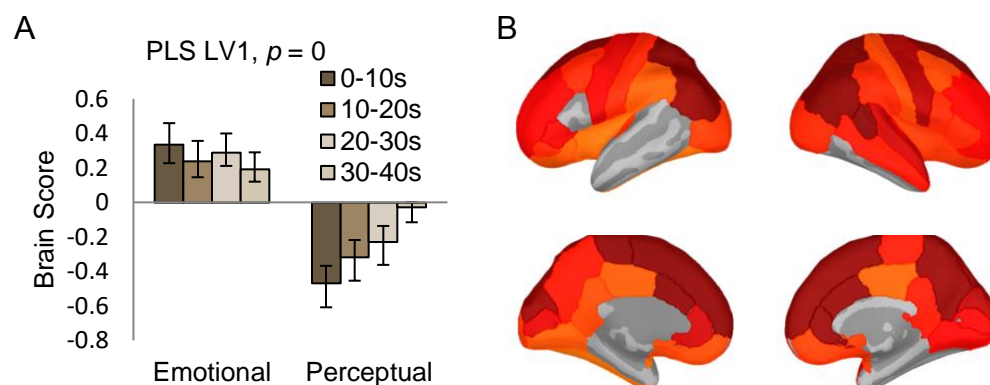 A
PLS LV1, p = 0
0-10s
10-20s
20-30s
30-40s
0.6
0.4
0.2
0
-0.2
-0.4
-0.6
-0.8
Brain Score
Emotional Perceptual
B